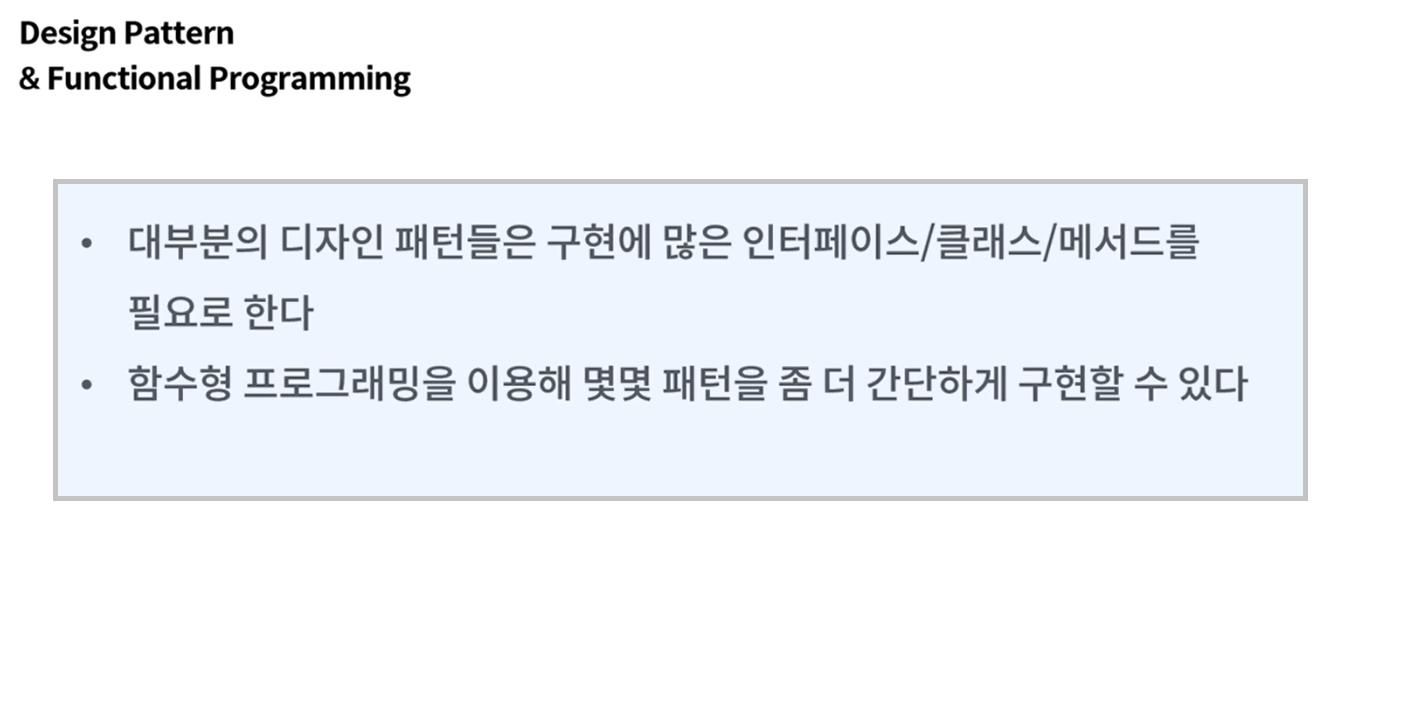 Design Pattern
& Functional Programming
• 대부분의 디자인 패턴들은 구현에 많은 인터페이스/클래스/메서드를
필요로 한다
• 함수형 프로그래밍을 이용해 몇몇 패턴을 좀 더 간단하게 구현할 수 있다